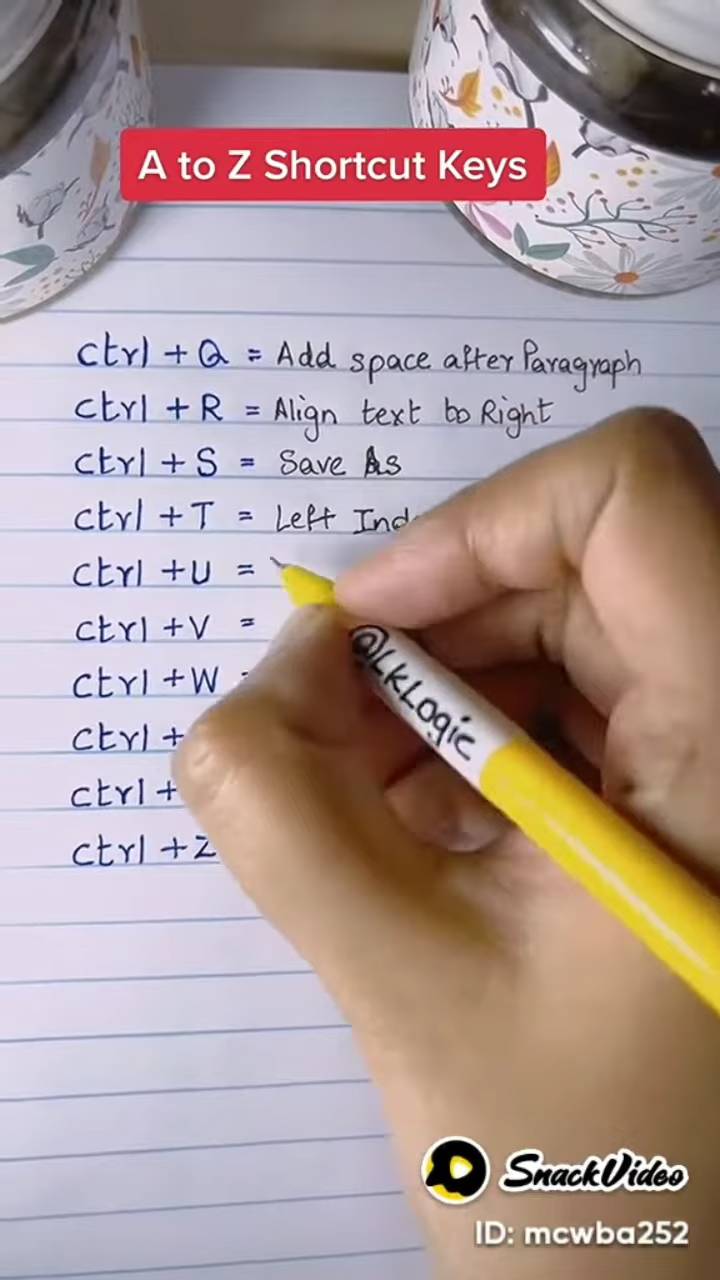 A to Z Shortcut Keys
ctrl + Q = Add space after Paragraph
ctrl + R = Align text to Right
ctrl + S = Save As
ctrl + T = Left
ctrl + U =
ctrl + V =
ctrl + W
ctrl +
ctrl +
ctrl + Z
@LKLogic
SnackVideo
ID: mcwba252